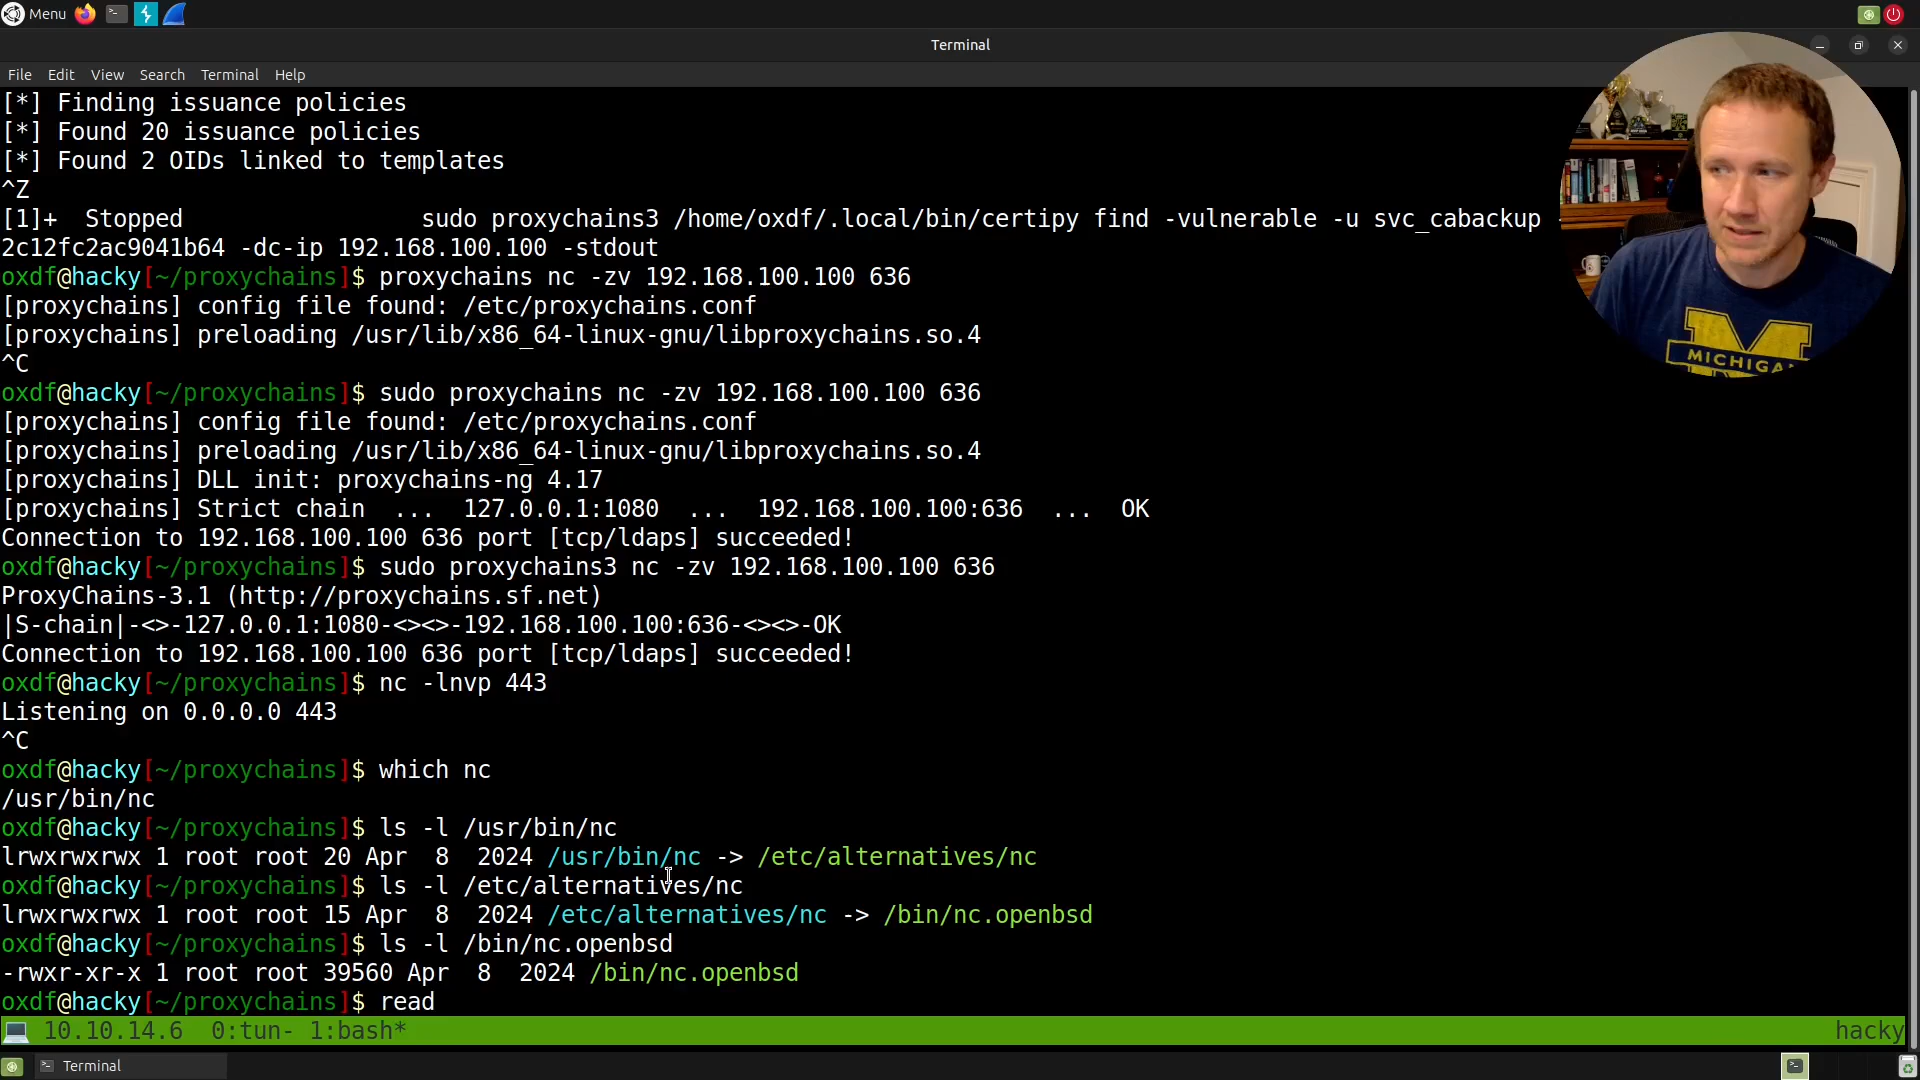 Menu
Terminal
File Edit View Search Terminal Help
[*] Finding issuance policies
[*] Found 20 issuance policies
[*] Found 2 OIDs linked to templates
^Z
[1]+  Stopped                 sudo proxychains3 /home/oxdf/.local/bin/certipy find -vulnerable -u svc_cabackup
2c12fc2ac9041b64 -dc-ip 192.168.100.100 -stdout
oxdf@hacky[~/proxychains]$ proxychains nc -zv 192.168.100.100 636
[proxychains] config file found: /etc/proxychains.conf
[proxychains] preloading /usr/lib/x86_64-linux-gnu/libproxychains.so.4
^C
oxdf@hacky[~/proxychains]$ sudo proxychains nc -zv 192.168.100.100 636
[proxychains] config file found: /etc/proxychains.conf
[proxychains] preloading /usr/lib/x86_64-linux-gnu/libproxychains.so.4
[proxychains] DLL init: proxychains-ng 4.17
[proxychains] Strict chain  ...  127.0.0.1:1080  ...  192.168.100.100:636  ...  OK
Connection to 192.168.100.100 636 port [tcp/ldaps] succeeded!
oxdf@hacky[~/proxychains]$ sudo proxychains3 nc -zv 192.168.100.100 636
ProxyChains-3.1 (http://proxychains.sf.net)
|S-chain|-<>-127.0.0.1:1080-<><>-192.168.100.100:636-<><>-OK
Connection to 192.168.100.100 636 port [tcp/ldaps] succeeded!
oxdf@hacky[~/proxychains]$ nc -lnvp 443
Listening on 0.0.0.0 443
^C
oxdf@hacky[~/proxychains]$ which nc
/usr/bin/nc
oxdf@hacky[~/proxychains]$ ls -l /usr/bin/nc
lrwxrwxrwx 1 root root 20 Apr  8  2024 /usr/bin/nc -> /etc/alternatives/nc
oxdf@hacky[~/proxychains]$ ls -l /etc/alternatives/nc
lrwxrwxrwx 1 root root 15 Apr  8  2024 /etc/alternatives/nc -> /bin/nc.openbsd
oxdf@hacky[~/proxychains]$ ls -l /bin/nc.openbsd
-rwxr-xr-x 1 root root 39560 Apr  8  2024 /bin/nc.openbsd
oxdf@hacky[~/proxychains]$ read
10.10.14.6  0:tun- 1:bash* hacky
Terminal
M
MICHIGA